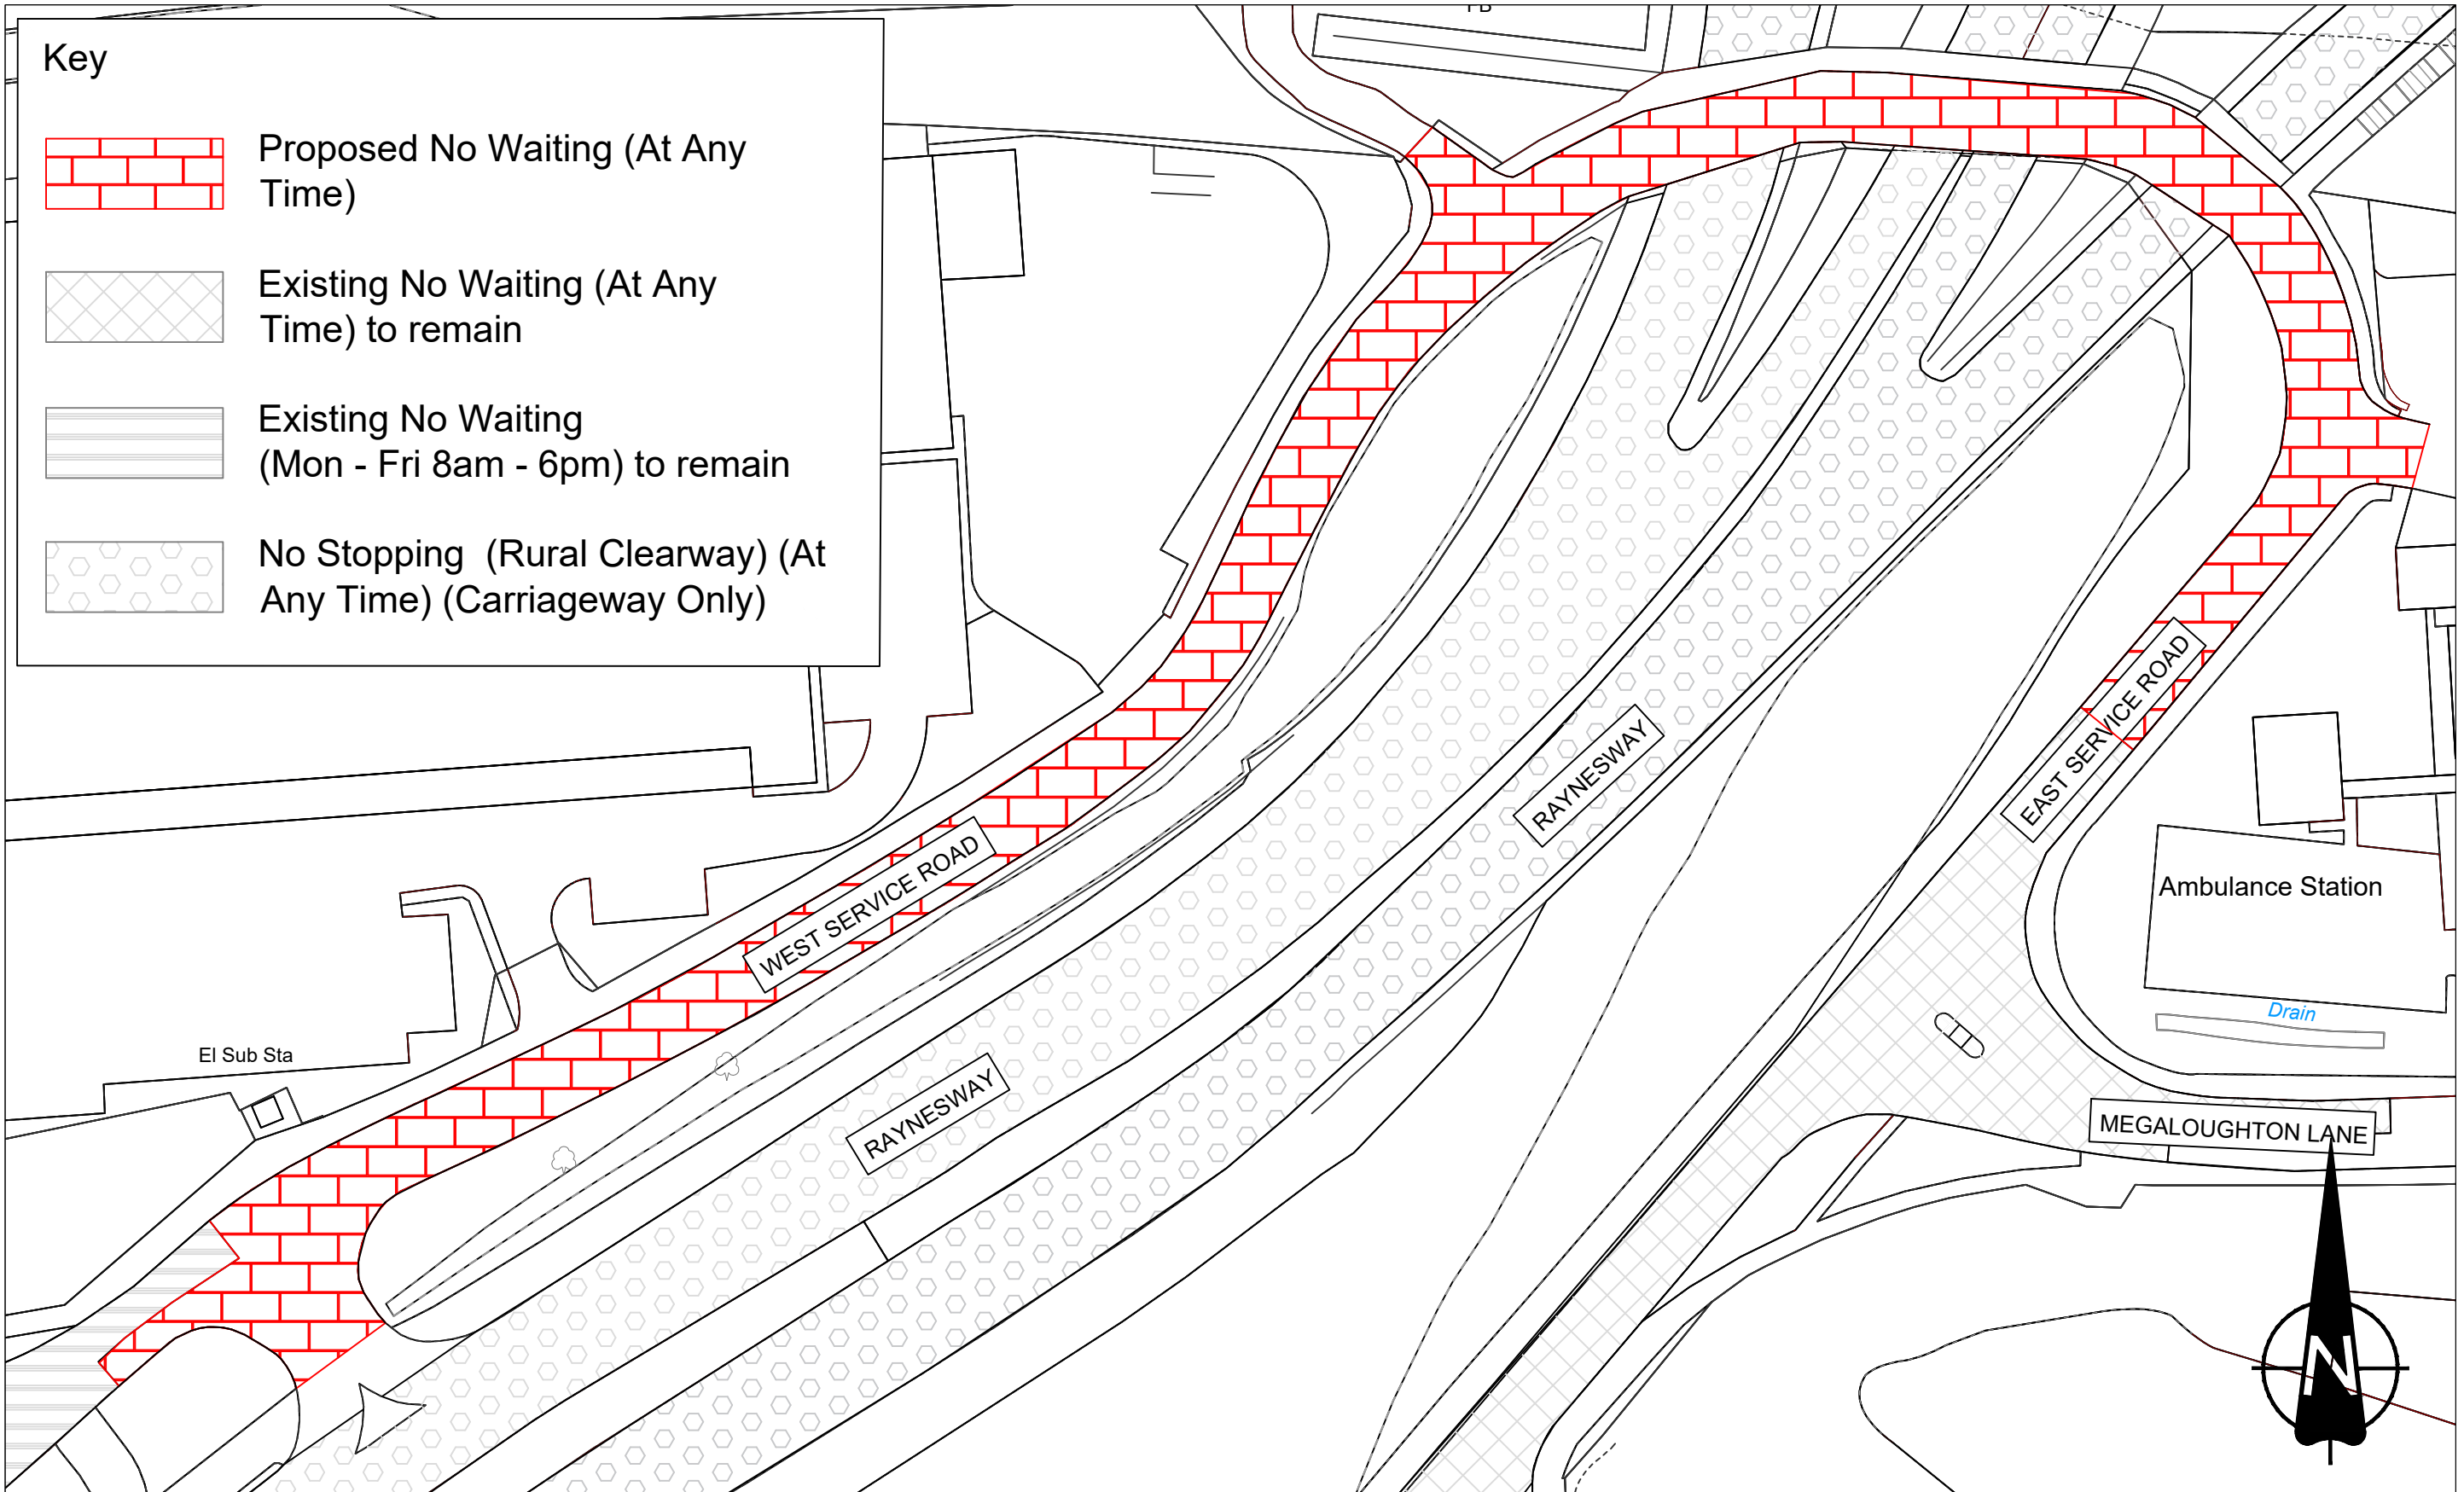 Key
Proposed No Waiting (At Any
Time)
Existing No Waiting (At Any
Time) to remain
Existing No Waiting
(Mon - Fri 8am - 6pm) to remain
No Stopping (Rural Clearway) (At
Any Time) (Carriageway Only)
RAYNESWAY
EAST SERVICE ROAD
WEST SERVICE ROAD
Ambulance Station
Drain
El Sub Sta
RAYNESWAY
MEGALOUGHTON LANE
N